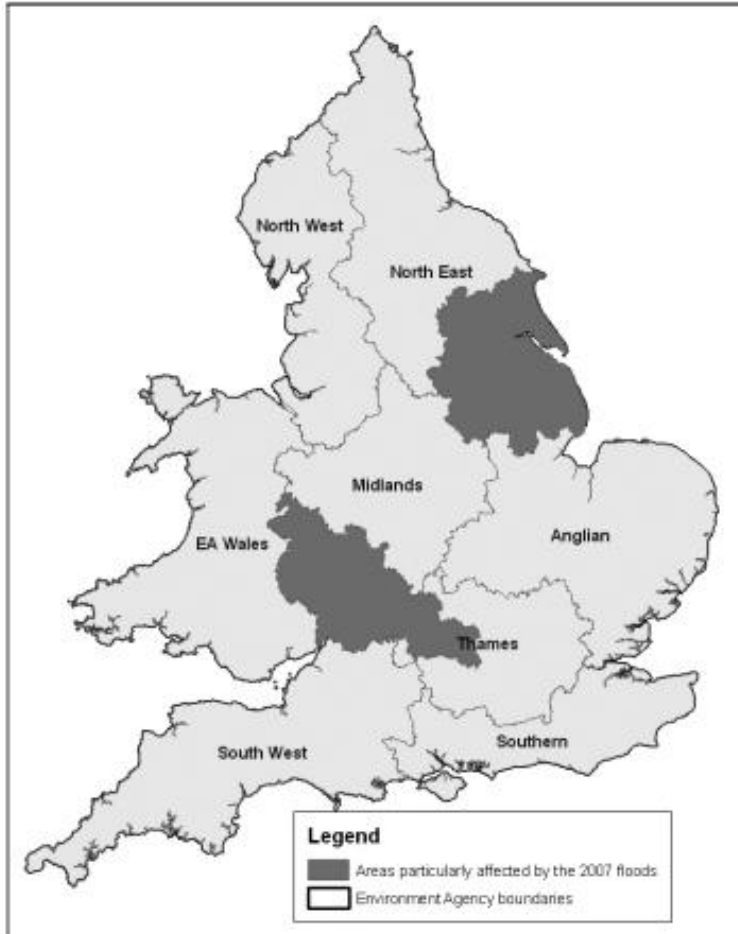 North West
North East
Midlands
EA Wales
Anglian
Thames
South West
Southern
Legend
Areas particularly affected by the 2007 floods
Environment Agency boundaries